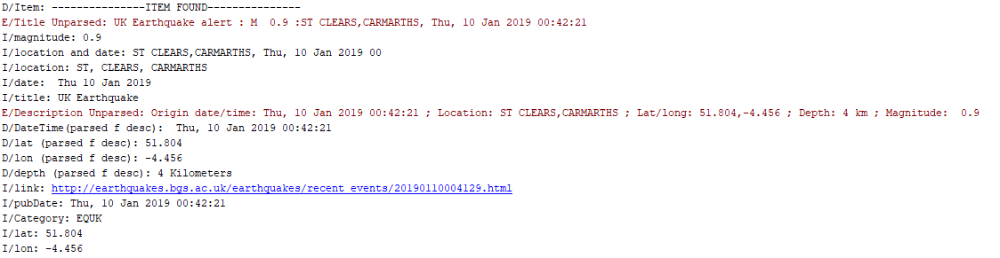 D/Item: ---------------ITEM FOUND---------------
E/Title Unparsed: UK Earthquake alert : M  0.9 :ST CLEARS,CARMARTHS, Thu, 10 Jan 2019 00:42:21
I/magnitude: 0.9
I/location and date: ST CLEARS,CARMARTHS, Thu, 10 Jan 2019 00
I/location: ST, CLEARS, CARMARTHS
I/date:  Thu 10 Jan 2019
I/title: UK Earthquake
E/Description Unparsed: Origin date/time: Thu, 10 Jan 2019 00:42:21 ; Location: ST CLEARS,CARMARTHS ; Lat/long: 51.804,-4.456 ; Depth: 4 km ; Magnitude:  0.9
D/DateTime(parsed f desc):  Thu, 10 Jan 2019 00:42:21
D/lat (parsed f desc): 51.804
D/lon (parsed f desc): -4.456
D/depth (parsed f desc): 4 Kilometers
I/link: http://earthquakes.bgs.ac.uk/earthquakes/recent_events/20190110004129.html
I/pubDate: Thu, 10 Jan 2019 00:42:21
I/Category: EQUK
I/lat: 51.804
I/lon: -4.456